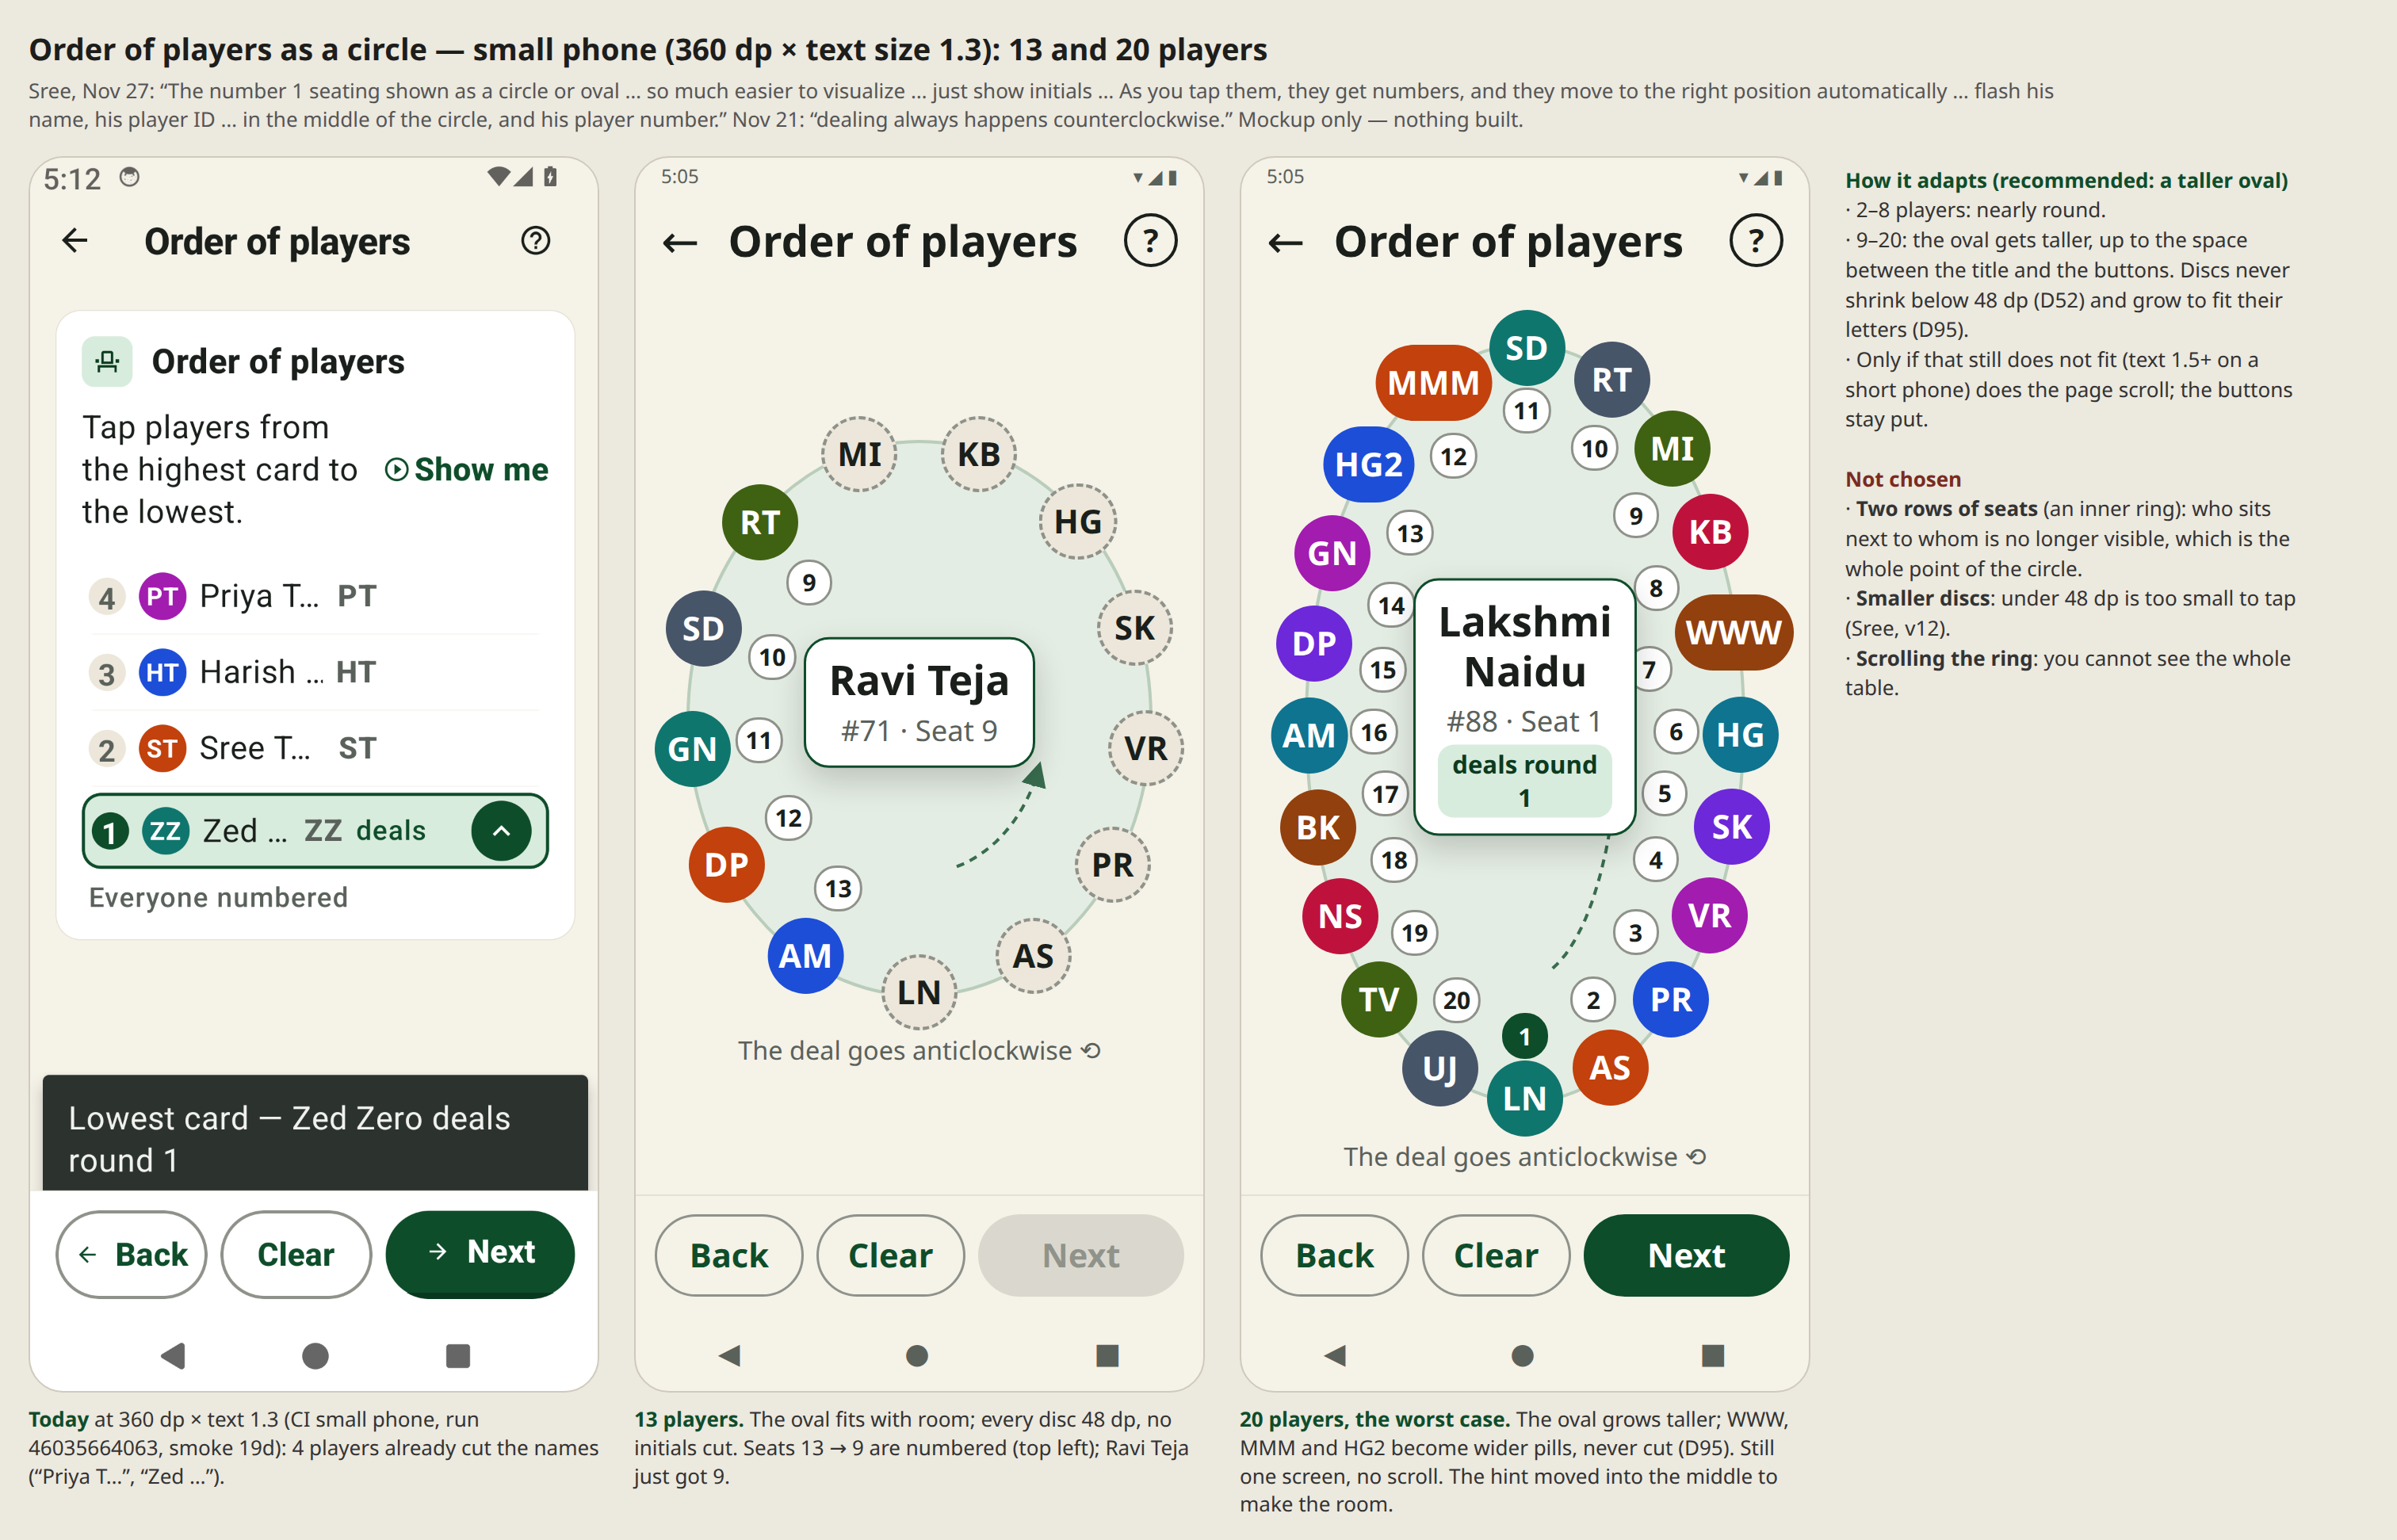 Order of players as a circle — small phone (360 dp × text size 1.3): 13 and 20 players
Sree, Nov 27: “The number 1 seating shown as a circle or oval … so much easier to visualize … just show initials … As you tap them, they get numbers, and they move to the right position automatically … flash his
name, his player ID … in the middle of the circle, and his player number.” Nov 21: “dealing always happens counterclockwise.” Mockup only — nothing built.
5:12
Order of players
Order of players
Tap players from
the highest card to
the lowest.
Show me
4 PT Priya T... PT
3 HT Harish ... HT
2 ST Sree T... ST
1 ZZ Zed ... ZZ deals
Everyone numbered
Lowest card — Zed Zero deals
round 1
← Back
Clear
→ Next
Today at 360 dp × text 1.3 (CI small phone, run
46035664063, smoke 19d): 4 players already cut the names
(“Priya T…”, “Zed …”).
5:05
← Order of players ?
MI
KB
RT
HG
9
SD
SK
10
Ravi Teja
#71 · Seat 9
GN
11
VR
12
DP
PR
13
AM
AS
LN
The deal goes anticlockwise ⟲
Back
Clear
Next
13 players. The oval fits with room; every disc 48 dp, no
initials cut. Seats 13 → 9 are numbered (top left); Ravi Teja
just got 9.
5:05
← Order of players ?
SD
MMM
RT
11
HG2
12
10
MI
GN
13
9
KB
14
8
DP
WWW
15
7
Lakshmi
Naidu
#88 · Seat 1
deals round
1
AM
16
6
HG
17
5
BK
SK
18
4
NS
19
3
VR
TV
20
2
PR
1
UJ
LN
AS
The deal goes anticlockwise ⟲
Back
Clear
Next
20 players, the worst case. The oval grows taller; WWW,
MMM and HG2 become wider pills, never cut (D95). Still
one screen, no scroll. The hint moved into the middle to
make the room.
How it adapts (recommended: a taller oval)
· 2–8 players: nearly round.
· 9–20: the oval gets taller, up to the space
between the title and the buttons. Discs never
shrink below 48 dp (D52) and grow to fit their
letters (D95).
· Only if that still does not fit (text 1.5+ on a
short phone) does the page scroll; the buttons
stay put.
Not chosen
· Two rows of seats (an inner ring): who sits
next to whom is no longer visible, which is the
whole point of the circle.
· Smaller discs: under 48 dp is too small to tap
(Sree, v12).
· Scrolling the ring: you cannot see the whole
table.